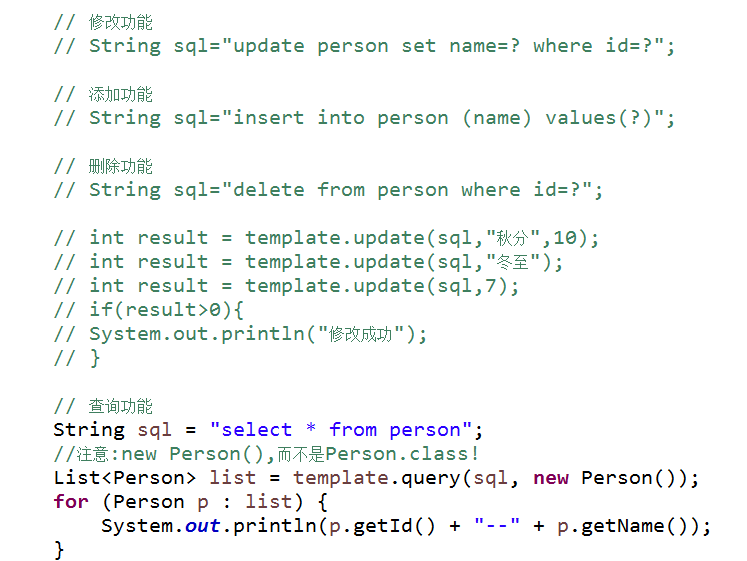 // 修改功能
// String sql="update person set name=? where id=?";
// 添加功能
// String sql="insert into person (name) values(?)";
// 删除功能
// String sql="delete from person where id=?";
// int result = template.update(sql,"秋分",10);
// int result = template.update(sql,"冬至");
// int result = template.update(sql,7);
// if(result>0){
// System.out.println("修改成功");
// }
// 查询功能
String sql = "select * from person";
//注意:new Person(),而不是Person.class!
List<Person> list = template.query(sql, new Person());
for (Person p : list) {
System.out.println(p.getId() + "--" + p.getName());
}